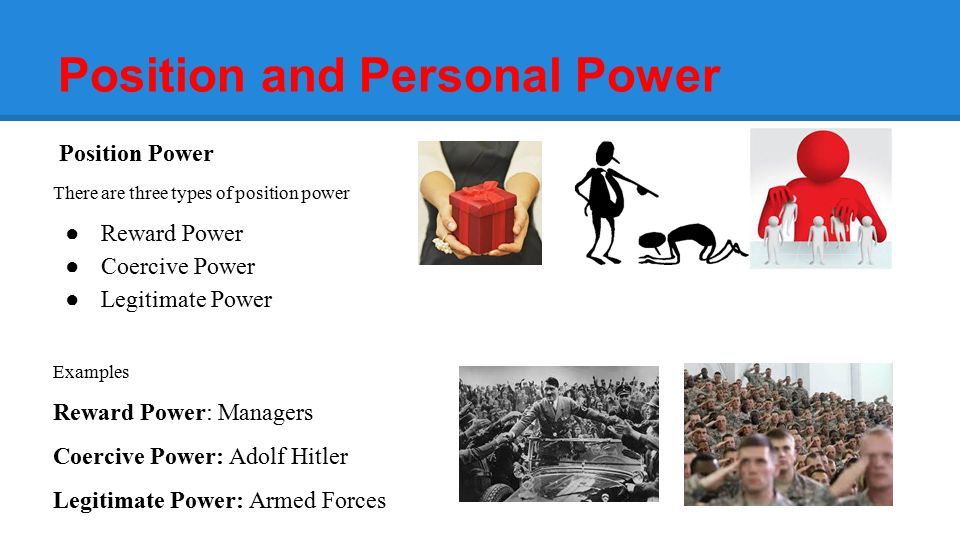 Position and Personal Power
Position Power
There are three types of position power
● Reward Power
● Coercive Power
● Legitimate Power
Examples
Reward Power: Managers
Coercive Power: Adolf Hitler
Legitimate Power: Armed Forces